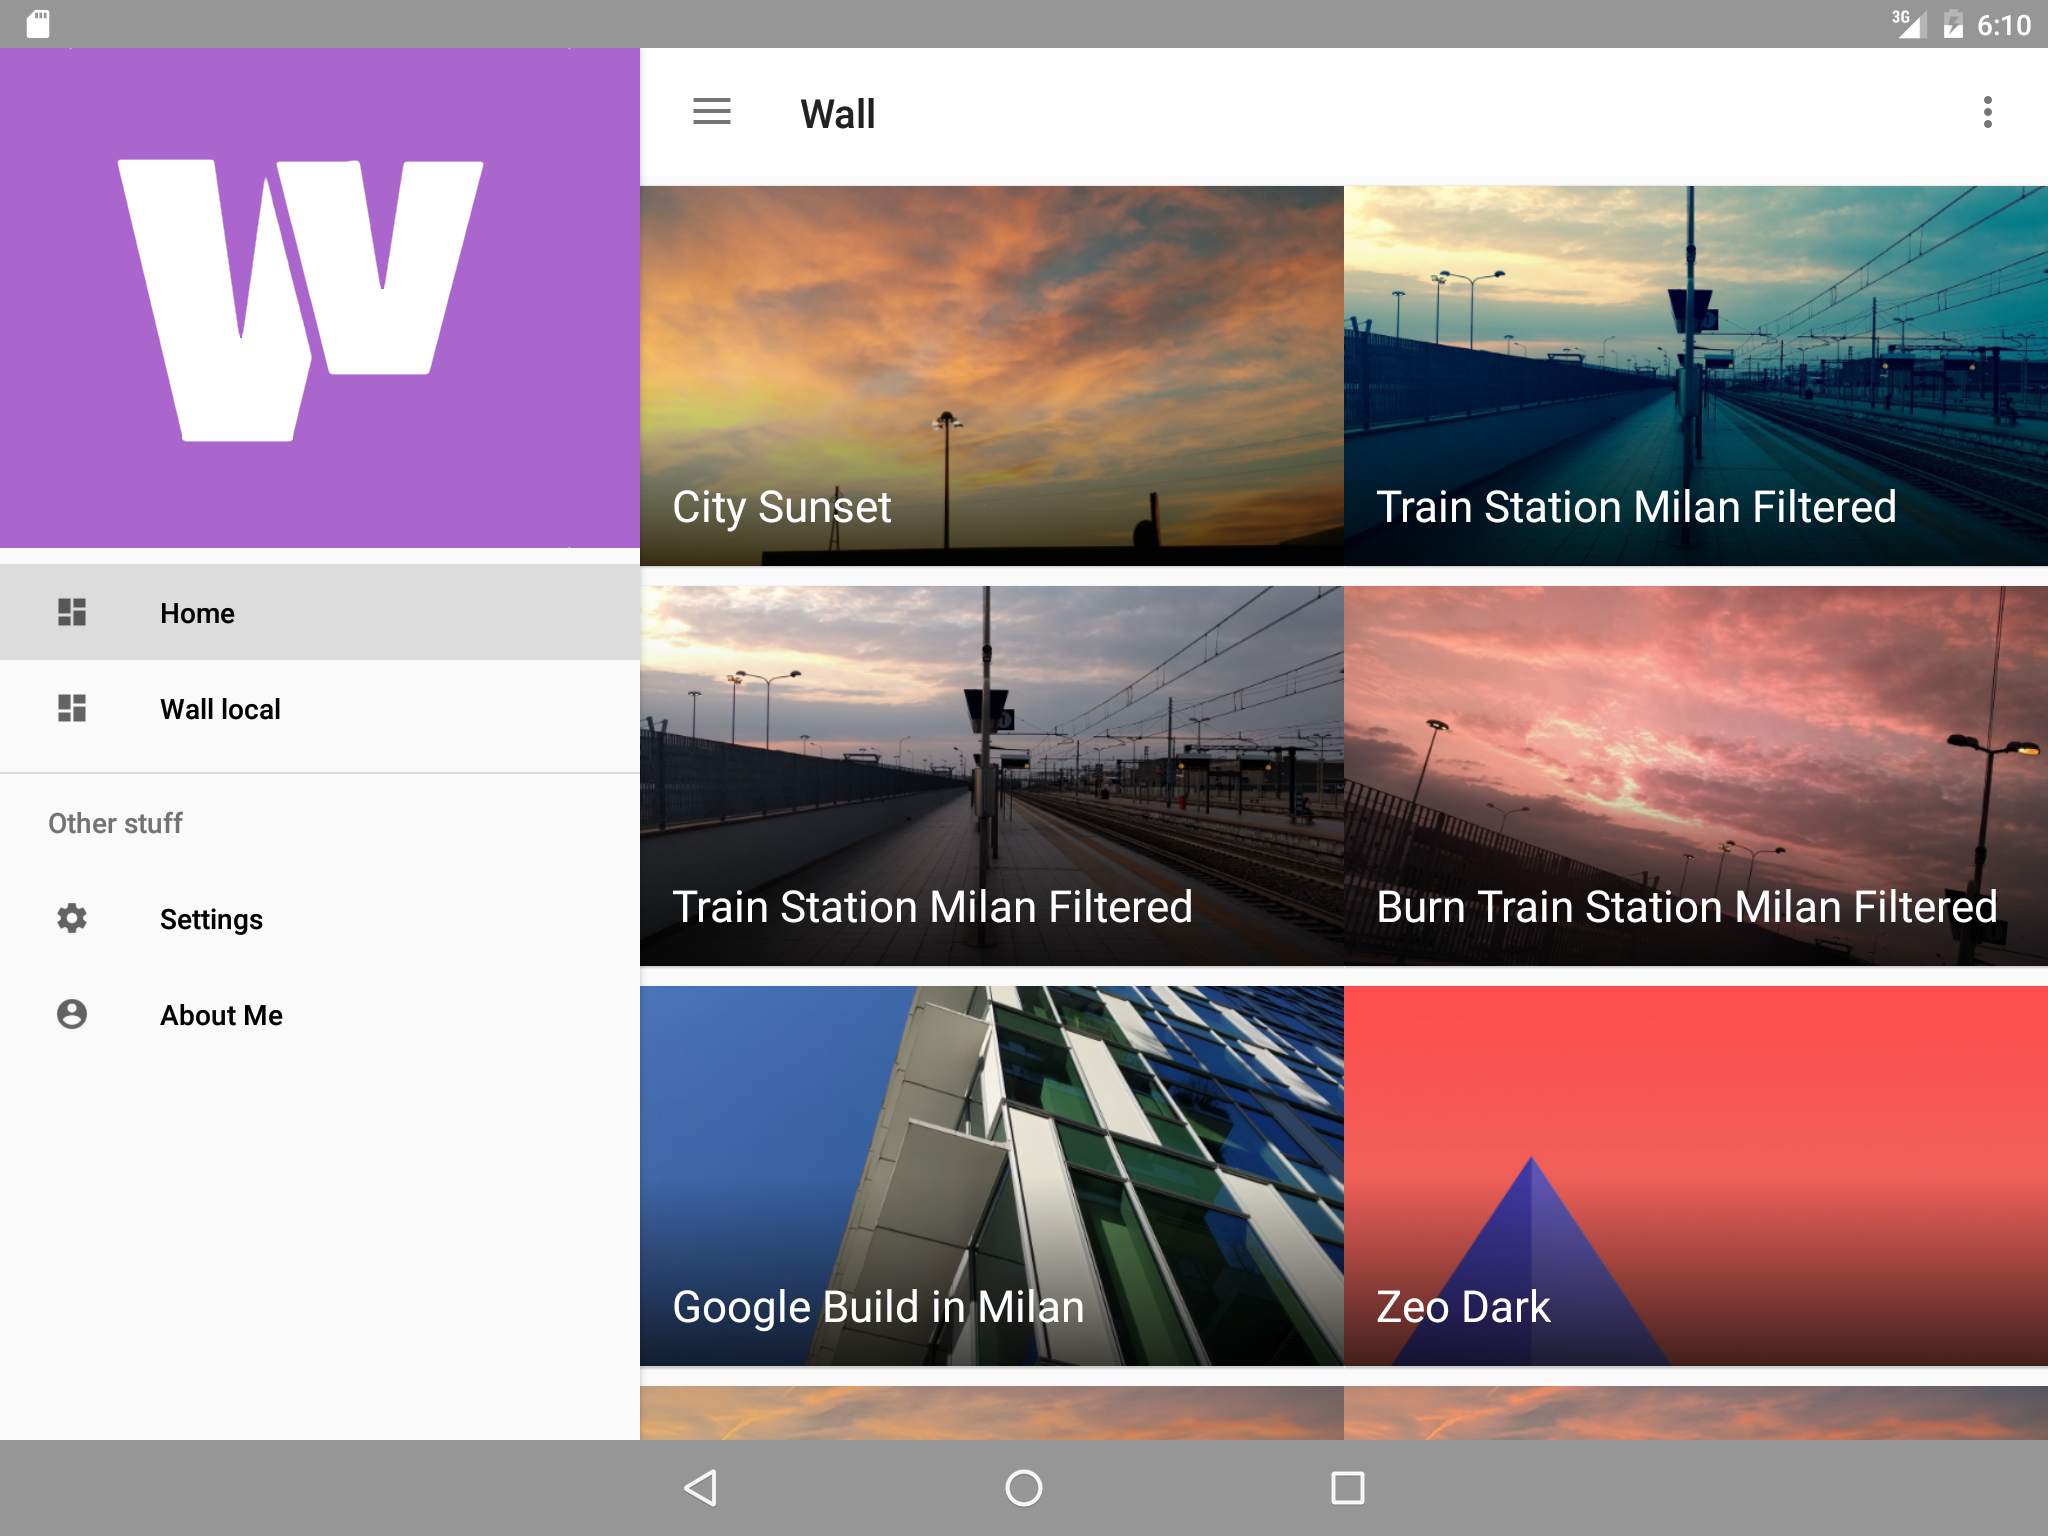 3G 6:10
W
Wall
Home
Wall local
Other stuff
Settings
About Me
City Sunset
Train Station Milan Filtered
Train Station Milan Filtered
Burn Train Station Milan Filtered
Google Build in Milan
Zeo Dark